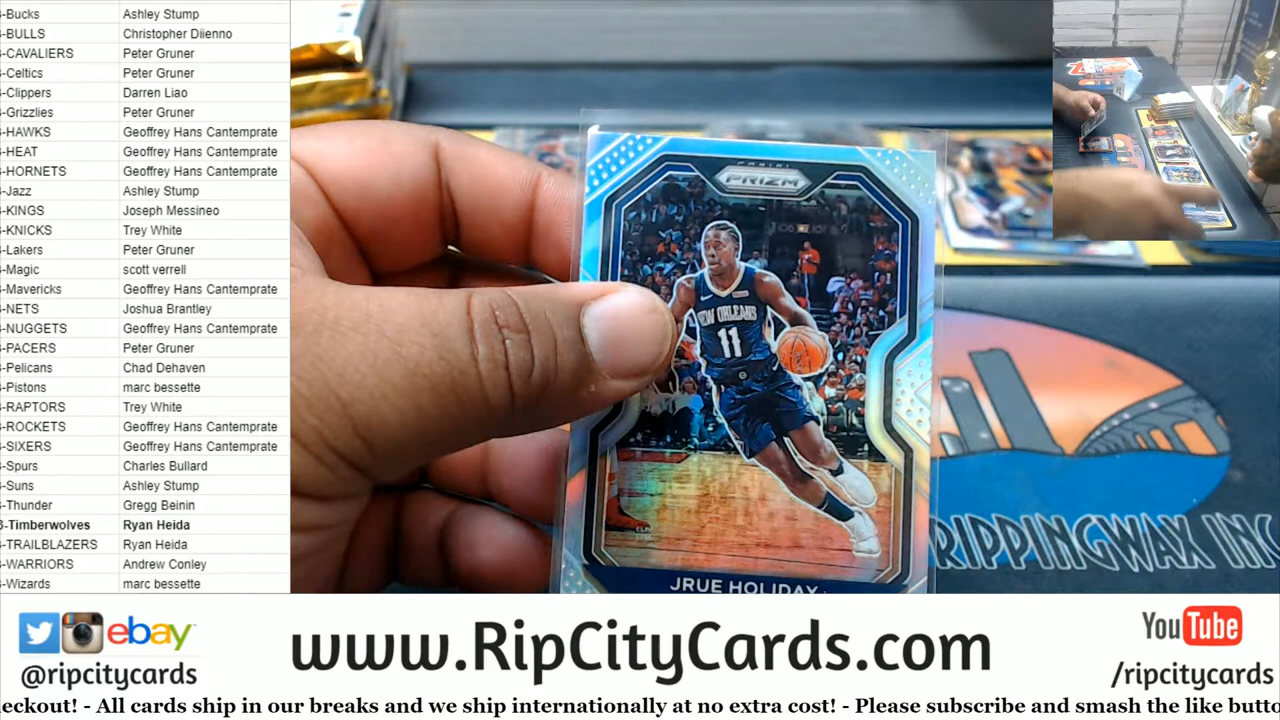 -Bucks Ashley Stump
-BULLS Christopher Diienno
-CAVALIERS Peter Gruner
-Celtics Peter Gruner
-Clippers Darren Liao
-Grizzlies Peter Gruner
-HAWKS Geoffrey Hans Cantemprate
-HEAT Geoffrey Hans Cantemprate
-HORNETS Geoffrey Hans Cantemprate
-Jazz Ashley Stump
-KINGS Joseph Messineo
-KNICKS Trey White
-Lakers Peter Gruner
-Magic scott verrell
-Mavericks Geoffrey Hans Cantemprate
-NETS Joshua Brantley
-NUGGETS Geoffrey Hans Cantemprate
-PACERS Peter Gruner
-Pelicans Chad Dehaven
-Pistons marc bessette
-RAPTORS Trey White
-ROCKETS Geoffrey Hans Cantemprate
-SIXERS Geoffrey Hans Cantemprate
-Spurs Charles Bullard
-Suns Ashley Stump
-Thunder Gregg Beinin
-Timberwolves Ryan Heida
-TRAILBLAZERS Ryan Heida
-WARRIORS Andrew Conley
-Wizards marc bessette
PANINI
PRIZM
NEW ORLEANS
11
JRUE HOLIDAY
RIPPINGWAX INC
ebay
@ripcitycards
www.RipCityCards.com
YouTube
/ripcitycards
eckout! - All cards ship in our breaks and we ship internationally at no extra cost! - Please subscribe and smash the like butto